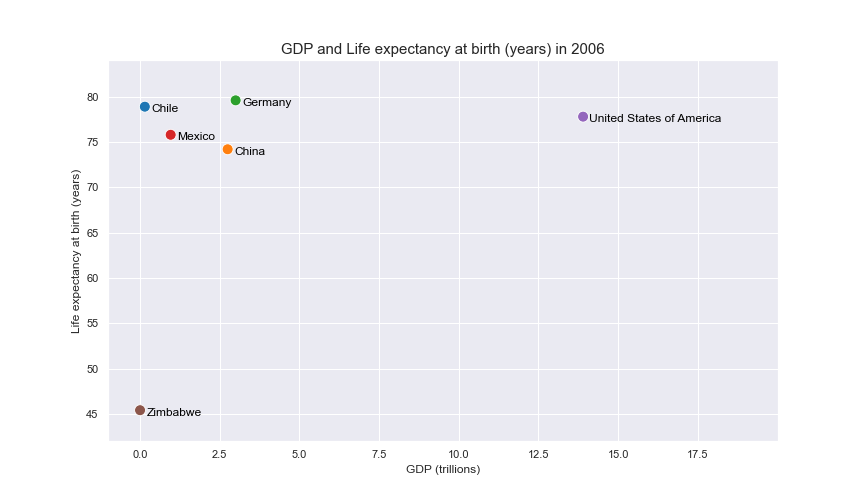 GDP and Life expectancy at birth (years) in 2006
Life expectancy at birth (years)
80
75
70
65
60
55
50
45
Chile
Germany
United States of America
Mexico
China
Zimbabwe
0.0 2.5 5.0 7.5 10.0 12.5 15.0 17.5
GDP (trillions)